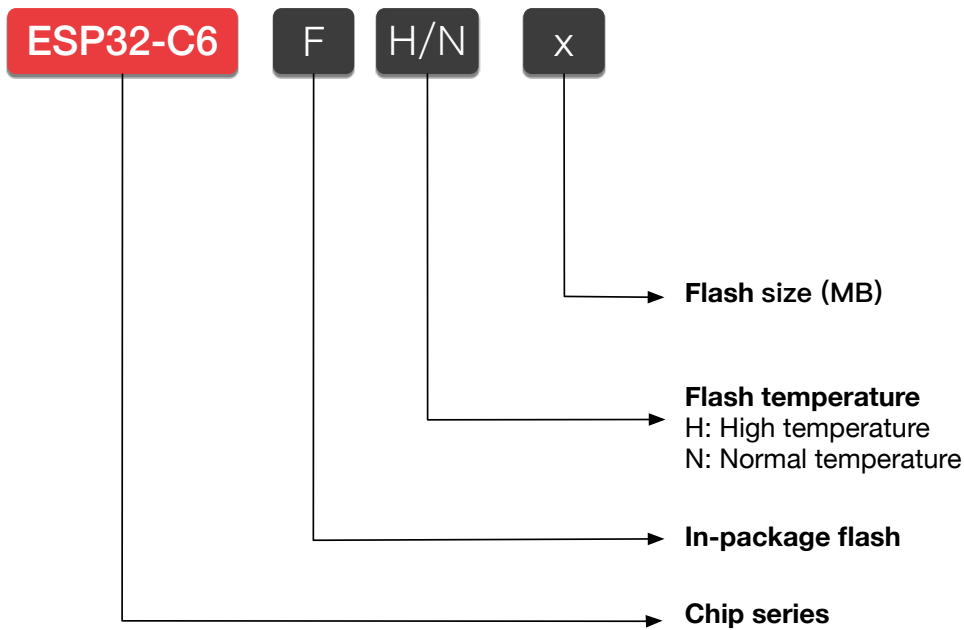 ESP32-C6 F H/N x
Flash size (MB)
Flash temperature
H: High temperature
N: Normal temperature
In-package flash
Chip series